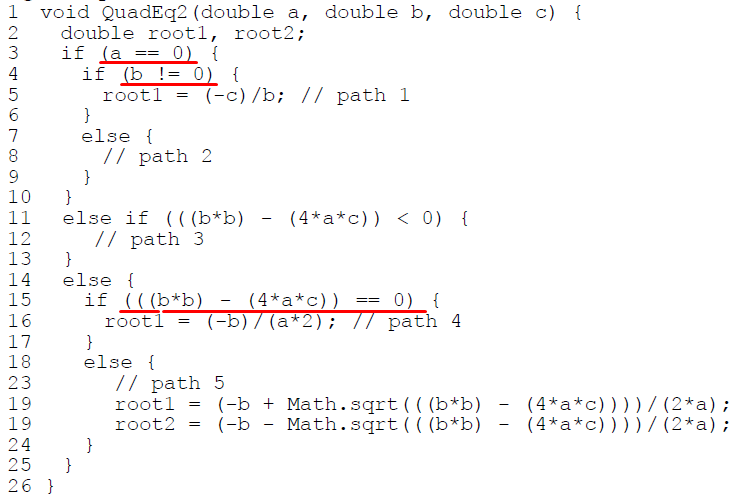 1 void QuadEq2(double a, double b, double c) {
2 double root1, root2;
3 if (a == 0) {
4 if (b != 0) {
5 root1 = (-c)/b; // path 1
6 }
7 else {
8 // path 2
9 }
10 }
11 else if (((b*b) - (4*a*c)) < 0) {
12 // path 3
13 }
14 else {
15 if (((b*b) - (4*a*c)) == 0) {
16 root1 = (-b)/(a*2); // path 4
17 }
18 else {
23 // path 5
19 root1 = (-b + Math.sqrt(((b*b) - (4*a*c))))/(2*a);
19 root2 = (-b - Math.sqrt(((b*b) - (4*a*c))))/(2*a);
24 }
25 }
26 }